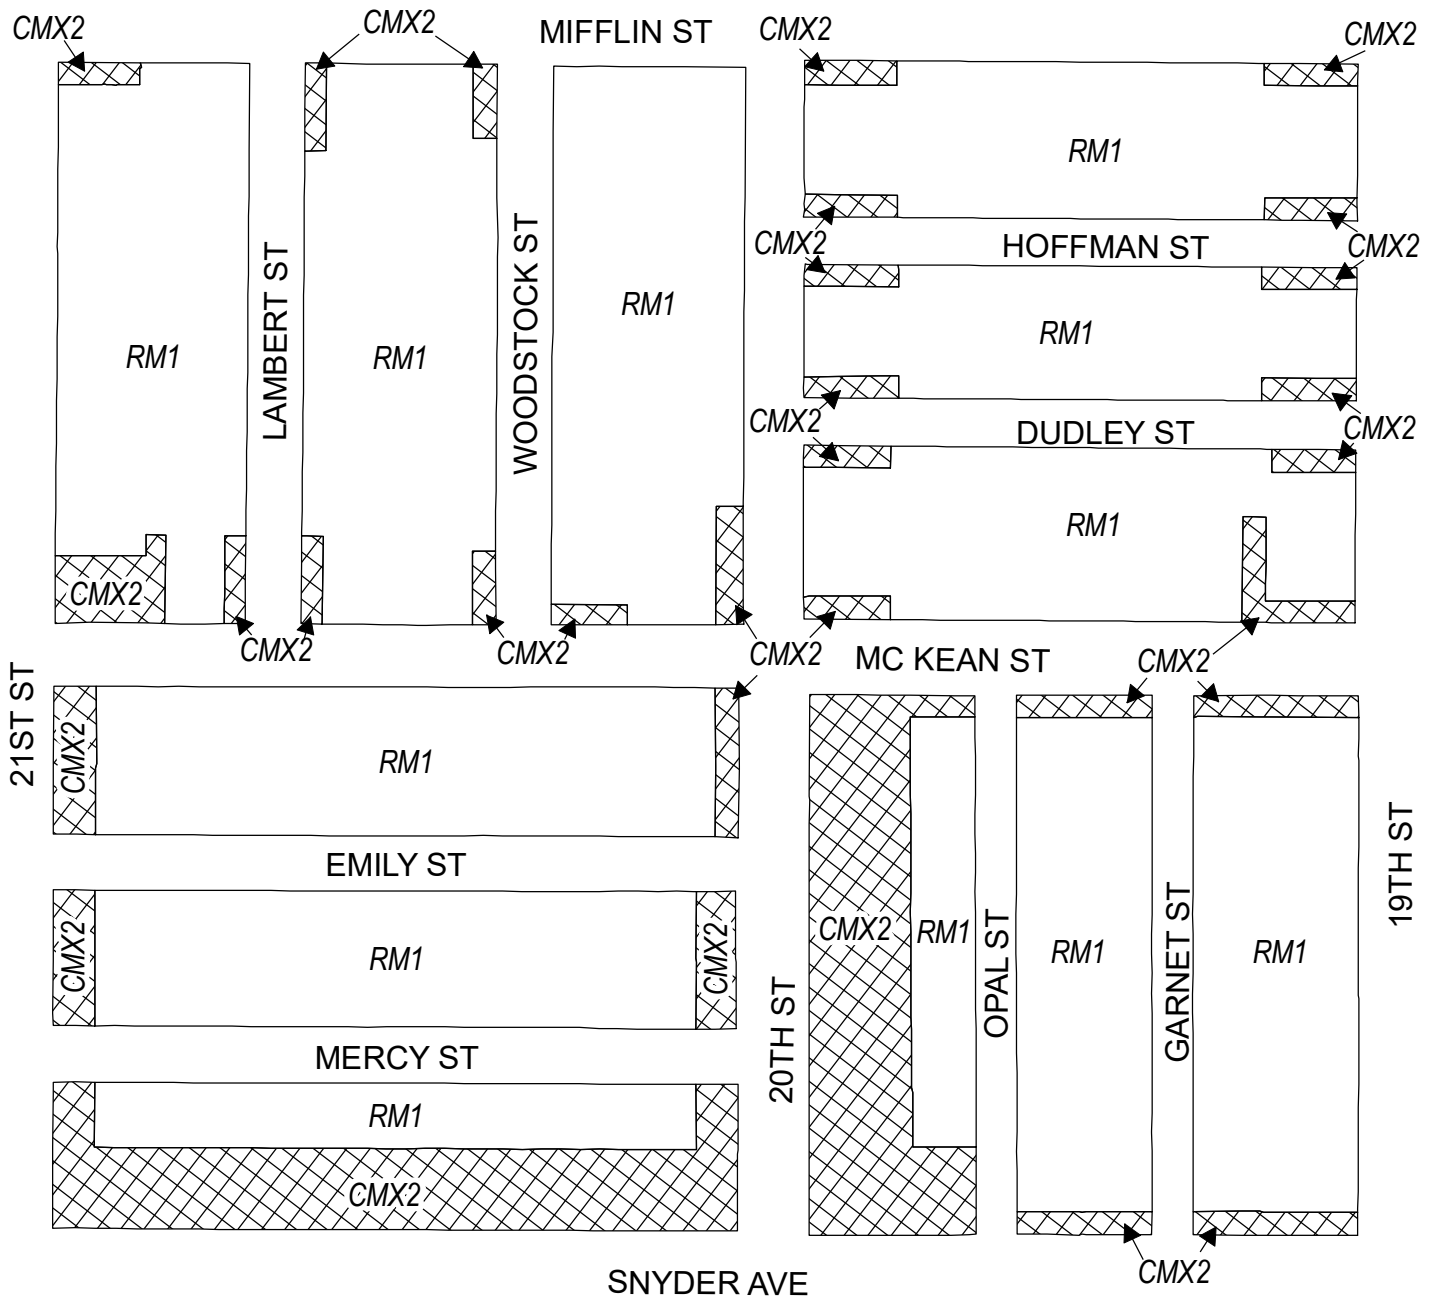 CMX2
CMX2
MIFFLIN ST
CMX2
CMX2
RM1
HOFFMAN ST
CMX2
CMX2
LAMBERT ST
WOODSTOCK ST
RM1
RM1
RM1
RM1
CMX2
DUDLEY ST
CMX2
RM1
CMX2
CMX2
CMX2
CMX2
MC KEAN ST
CMX2
21ST ST
CMX2
RM1
EMILY ST
19TH ST
CMX2
RM1
CMX2
CMX2
RM1
OPAL ST
RM1
GARNET ST
RM1
20TH ST
MERCY ST
RM1
CMX2
CMX2
SNYDER AVE